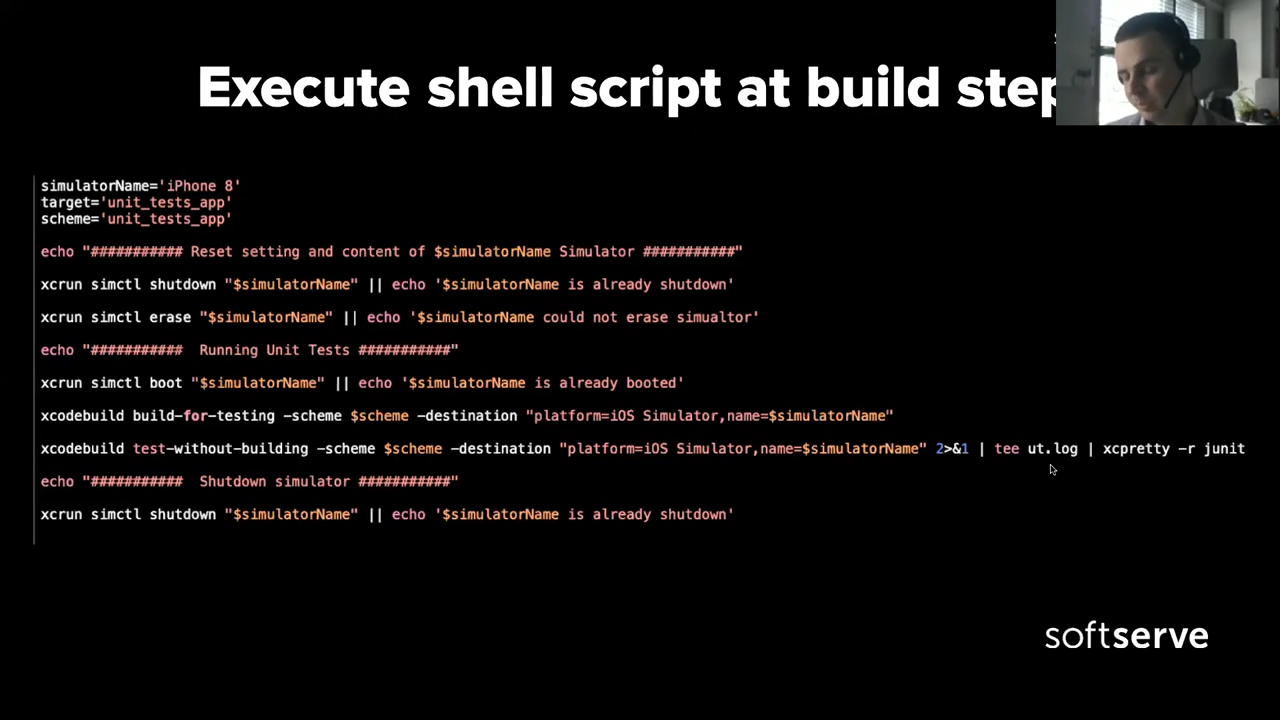 Execute shell script at build step
simulatorName='iPhone 8'
target='unit_tests_app'
scheme='unit_tests_app'
echo "########### Reset setting and content of $simulatorName Simulator ###########"
xcrun simctl shutdown "$simulatorName" || echo '$simulatorName is already shutdown'
xcrun simctl erase "$simulatorName" || echo '$simulatorName could not erase simualtor'
echo "###########  Running Unit Tests ###########"
xcrun simctl boot "$simulatorName" || echo '$simulatorName is already booted'
xcodebuild build-for-testing -scheme $scheme -destination "platform=iOS Simulator,name=$simulatorName"
xcodebuild test-without-building -scheme $scheme -destination "platform=iOS Simulator,name=$simulatorName" 2>&1 | tee ut.log | xcpretty -r junit
echo "###########  Shutdown simulator ###########"
xcrun simctl shutdown "$simulatorName" || echo '$simulatorName is already shutdown'
softserve